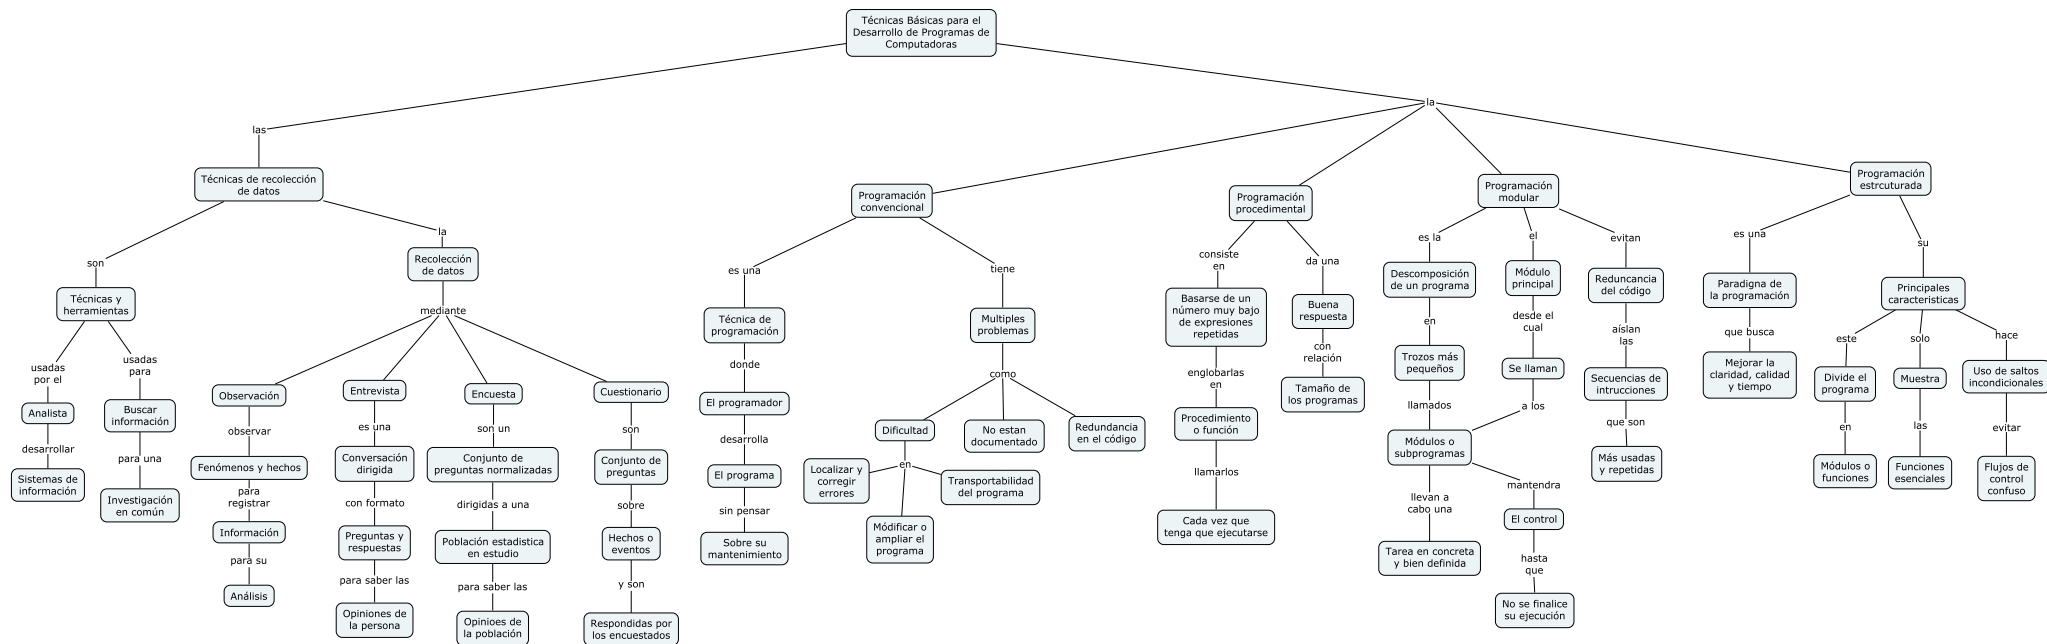 Técnicas Básicas para el
Desarrollo de Programas de
Computadoras
las
la
Técnicas de recolección
de datos
son
la
Técnicas y
herramientas
usadas
por el
Analista
desarrollar
Sistemas de
información
usadas
para
Buscar
información
para una
Investigación
en común
Recolección
de datos
mediante
Observación
observar
Fenómenos y hechos
para
registrar
Información
para su
Análisis
Entrevista
es una
Conversación
dirigida
con formato
Preguntas y
respuestas
para saber las
Opiniones de
la persona
Encuesta
son un
Conjunto de
preguntas normalizadas
dirigidas a una
Población estadistica
en estudio
para saber las
Opinioes de
la población
Cuestionario
son
Conjunto de
preguntas
sobre
Hechos o
eventos
y son
Respondidas por
los encuestados
Programación
convencional
es una
Técnica de
programación
donde
El programador
desarrolla
El programa
sin pensar
Sobre su
mantenimiento
tiene
Multiples
problemas
como
Dificultad
en
Localizar y
corregir
errores
Módificar o
ampliar el
programa
Transportabilidad
del programa
No estan
documentado
Redundancia
en el código
Programación
procedimental
consiste
en
Basarse de un
número muy bajo
de expresiones
repetidas
englobarlas
en
Procedimiento
o función
llamarlos
Cada vez que
tenga que ejecutarse
da una
Buena
respuesta
con
relación
Tamaño de
los programas
Programación
modular
es la
Descomposición
de un programa
en
Trozos más
pequeños
llamados
Módulos o
subprogramas
llevan a
cabo una
Tarea en concreta
y bien definida
mantendra
El control
hasta
que
No se finalice
su ejecución
el
Módulo
principal
desde el
cual
Se llaman
a los
evitan
Reduncancia
del código
aíslan
las
Secuencias de
intrucciones
que son
Más usadas
y repetidas
Programación
estrcuturada
es una
Paradigma de
la programación
que busca
Mejorar la
claridad, calidad
y tiempo
su
Principales
caracteristicas
este
Divide el
programa
en
Módulos o
funciones
solo
Muestra
las
Funciones
esenciales
hace
Uso de saltos
incondicionales
evitar
Flujos de
control
confuso